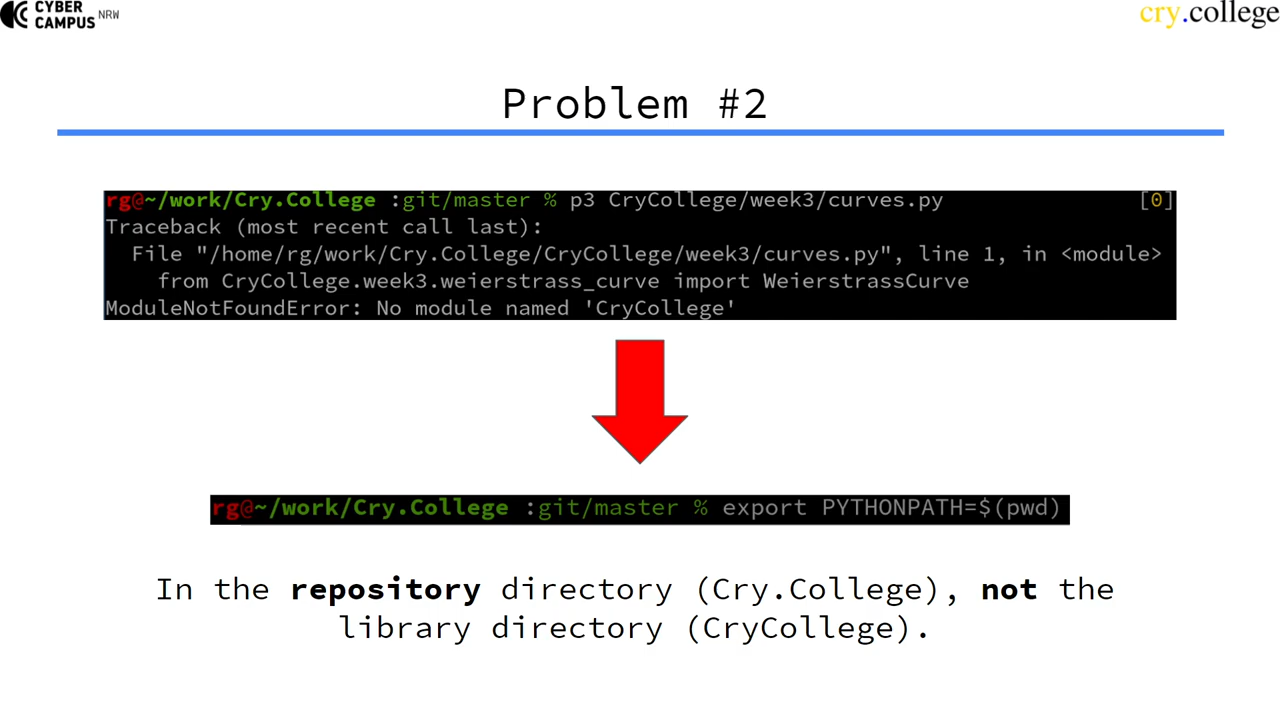 CYBER
CAMPUS NRW
cry.college
Problem #2
rg@~/work/Cry.College :git/master % p3 CryCollege/week3/curves.py [0]
Traceback (most recent call last):
File "/home/rg/work/Cry.College/CryCollege/week3/curves.py", line 1, in <module>
from CryCollege.week3.weierstrass_curve import WeierstrassCurve
ModuleNotFoundError: No module named 'CryCollege'
rg@~/work/Cry.College :git/master % export PYTHONPATH=$(pwd)
In the repository directory (Cry.College), not the
library directory (CryCollege).